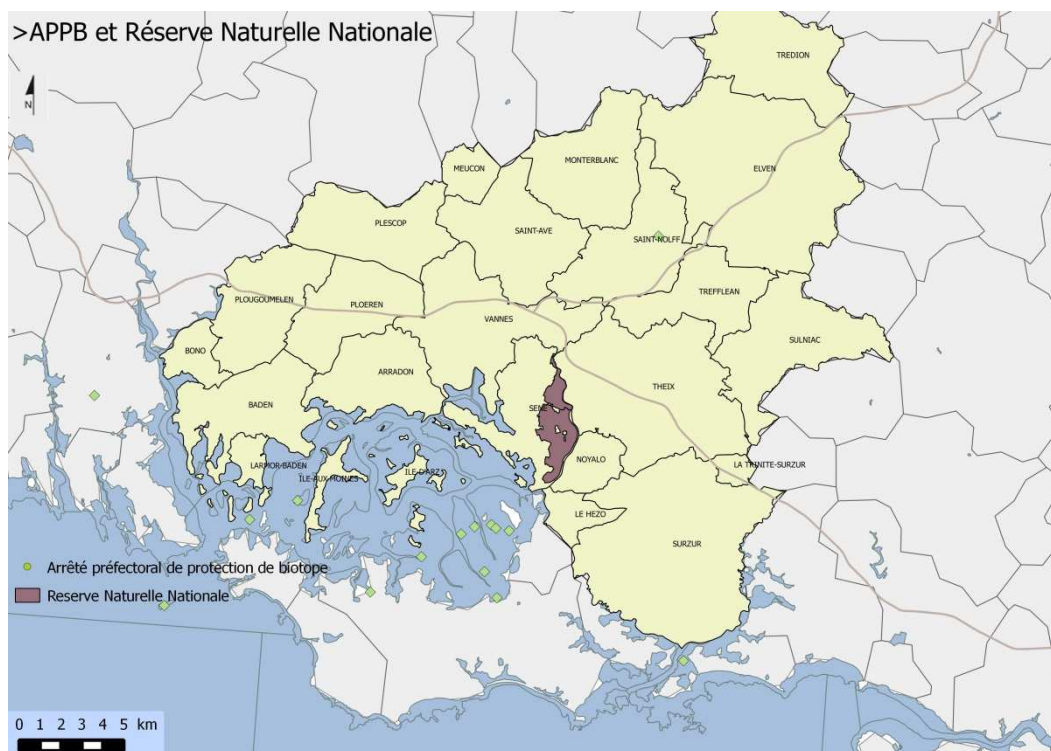 >APPB et Réserve Naturelle Nationale
N
TREDION
MONTERBLANC
MEUCON
ELVEN
PLESCOP
SAINT-AVE
SAINT-NOLFF
TREFFLEAN
PLOUGOUMELEN
PLOEREN
VANNES
SULNIAC
BONO
ARRADON
THEIX
BADEN
SENE
NOYALO
LARMOR-BADEN
ILE-D'ARZ
LA TRINITE-SURZUR
ÎLE-AUX-MOINES
LE HEZO
SURZUR
Arrêté préfectoral de protection de biotope
Reserve Naturelle Nationale
0 1 2 3 4 5 km